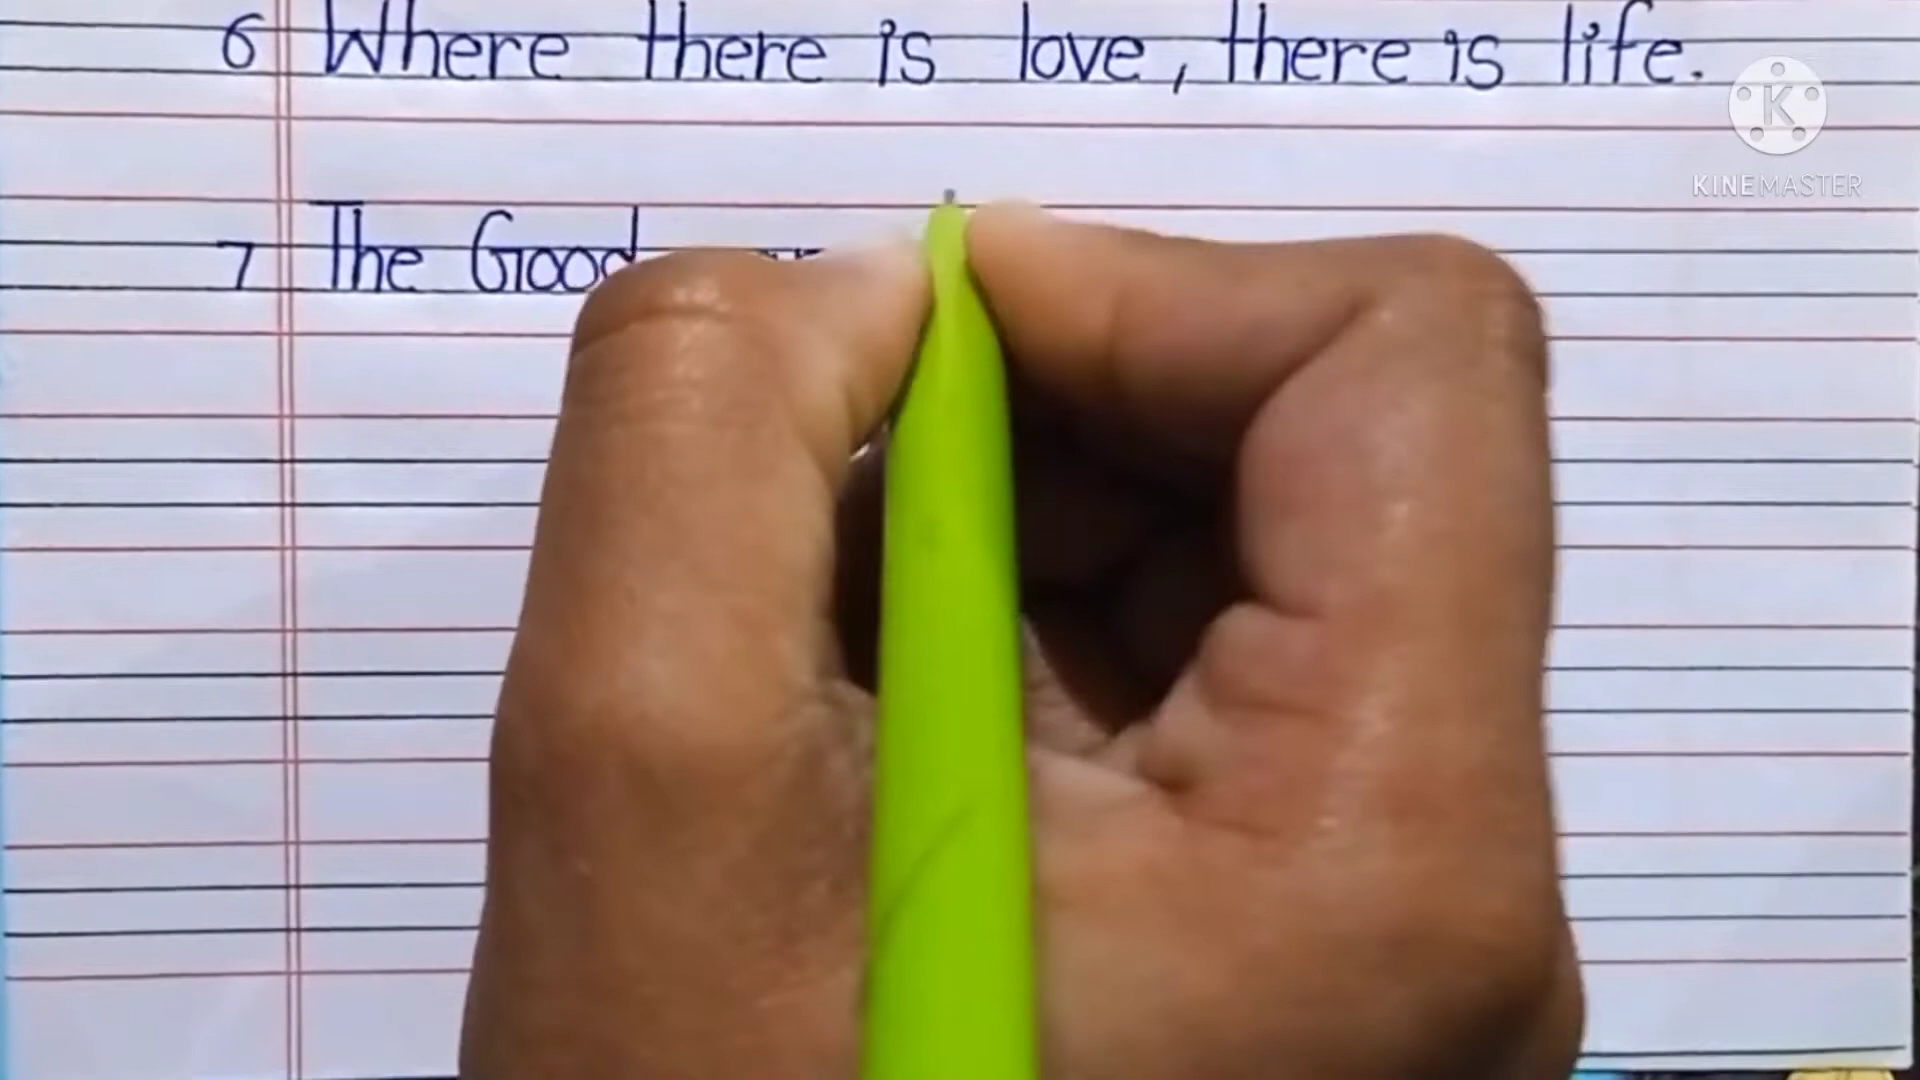 6 Where there is love, there is life.
KINEMASTER
7 The Good